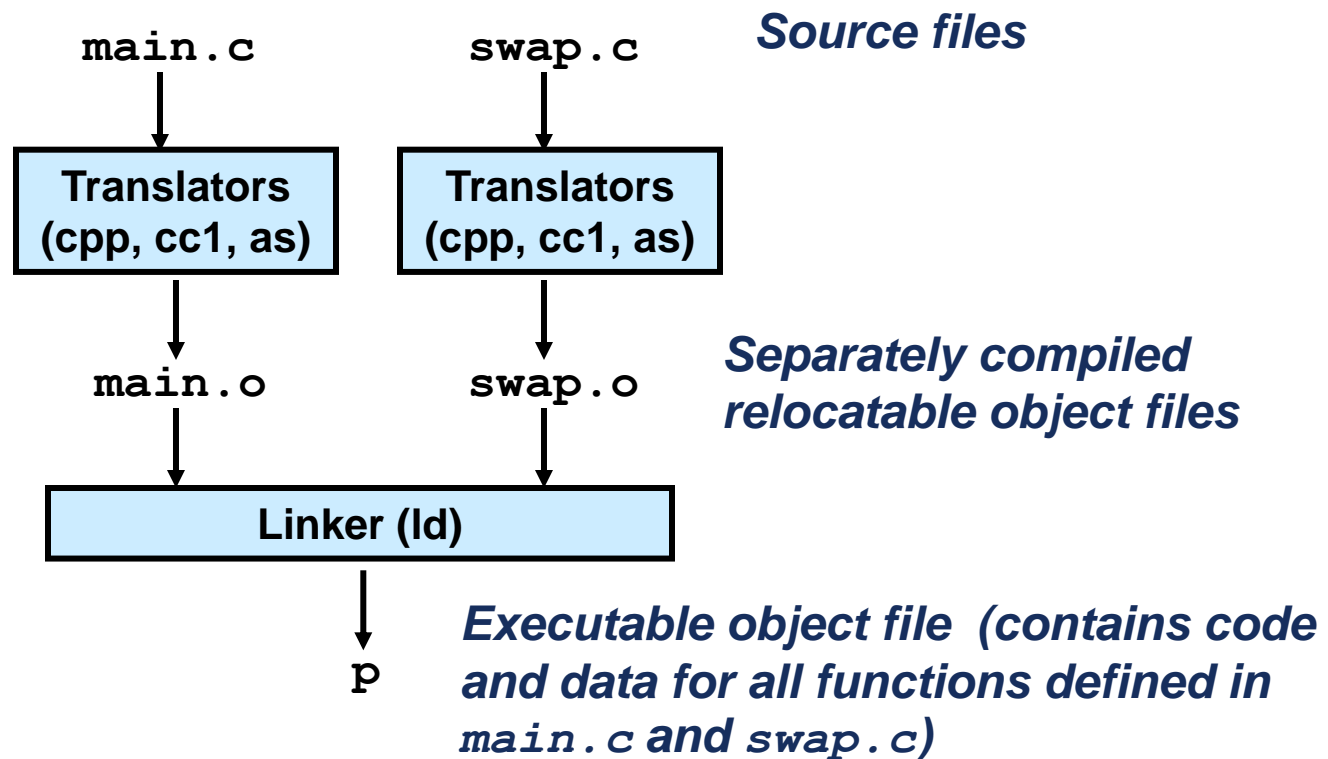 main.c swap.c Source files
Translators Translators
(cpp, cc1, as) (cpp, cc1, as)
main.o swap.o Separately compiled
relocatable object files
Linker (ld)
p Executable object file (contains code
and data for all functions defined in
main.c and swap.c)